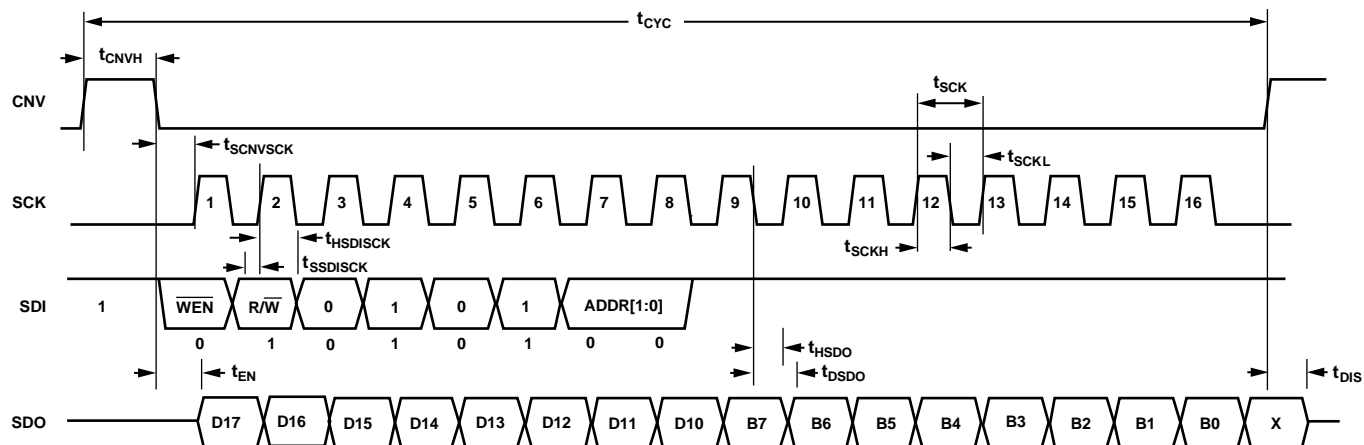 tCYC
tCNVH
CNV
tSCK
tSCNVSCK
tSCKL
SCK 1 2 3 4 5 6 7 8 9 10 11 12 13 14 15 16
tHSDISCK
tSCKH
tSSDISCK
SDI 1 WEN R/W 0 1 0 1 ADDR[1:0]
0 1 0 1 0 1 0 0
tHSDO
tEN tDSDO tDIS
SDO D17 D16 D15 D14 D13 D12 D11 D10 B7 B6 B5 B4 B3 B2 B1 B0 X